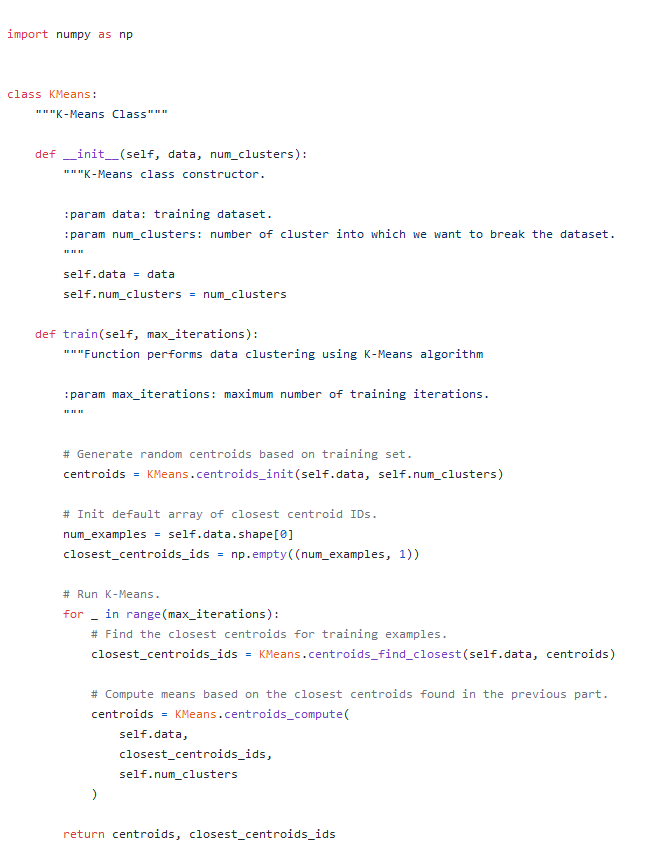 import numpy as np
class KMeans:
    """K-Means Class"""
    def __init__(self, data, num_clusters):
        """K-Means class constructor.
        :param data: training dataset.
        :param num_clusters: number of cluster into which we want to break the dataset.
        """
        self.data = data
        self.num_clusters = num_clusters
    def train(self, max_iterations):
        """Function performs data clustering using K-Means algorithm
        :param max_iterations: maximum number of training iterations.
        """
        # Generate random centroids based on training set.
        centroids = KMeans.centroids_init(self.data, self.num_clusters)
        # Init default array of closest centroid IDs.
        num_examples = self.data.shape[0]
        closest_centroids_ids = np.empty((num_examples, 1))
        # Run K-Means.
        for _ in range(max_iterations):
            # Find the closest centroids for training examples.
            closest_centroids_ids = KMeans.centroids_find_closest(self.data, centroids)
            # Compute means based on the closest centroids found in the previous part.
            centroids = KMeans.centroids_compute(
                self.data,
                closest_centroids_ids,
                self.num_clusters
            )
        return centroids, closest_centroids_ids